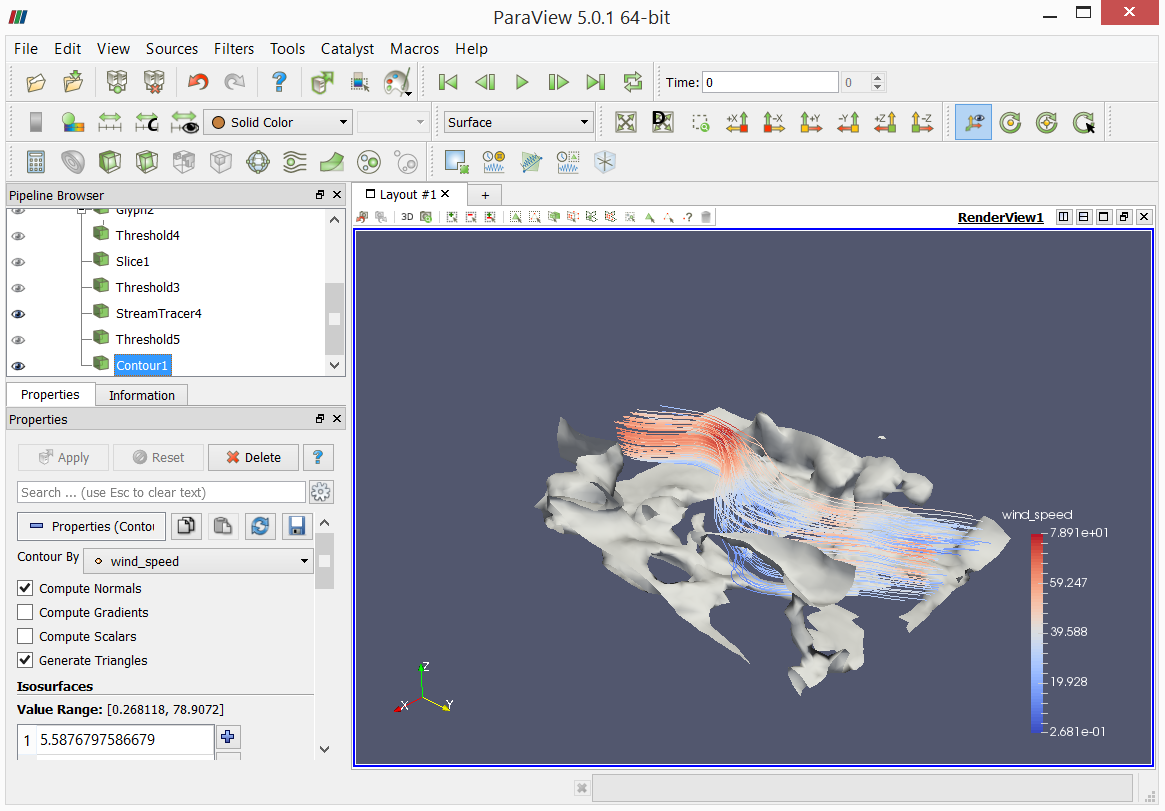 ParaView 5.0.1 64-bit
File Edit View Sources Filters Tools Catalyst Macros Help
Time: 0 0
Solid Color Surface +X -X +Y -Y +Z -Z
Pipeline Browser
Glyph2
Threshold4
Slice1
Threshold3
StreamTracer4
Threshold5
Contour1
Properties Information
Properties
Apply Reset Delete ?
Search ... (use Esc to clear text)
Properties (Contou
Contour By wind_speed
Compute Normals
Compute Gradients
Compute Scalars
Generate Triangles
Isosurfaces
Value Range: [0.268118, 78.9072]
1 5.5876797586679
Layout #1 +
3D RenderView1
wind_speed
7.891e+01
59.247
39.588
19.928
2.681e-01
Z
X Y